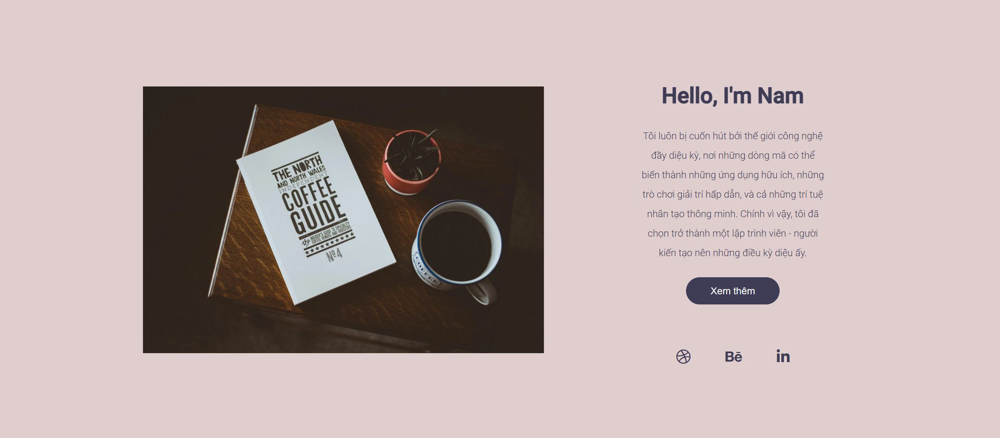 THE NORTH
AND NORTH WALES
INDEPENDENT
COFFEE
GUIDE
the INSIDER'S GUIDE TO SPECIALITY
COFFEE VENUES AND ROASTERS
Nº4
COFFEE
Hello, I'm Nam
Tôi luôn bị cuốn hút bởi thế giới công nghệ
đầy diệu kỳ, nơi những dòng mã có thể
biến thành những ứng dụng hữu ích, những
trò chơi giải trí hấp dẫn, và cả những trí tuệ
nhân tạo thông minh. Chính vì vậy, tôi đã
chọn trở thành một lập trình viên - người
kiến tạo nên những điều kỳ diệu ấy.
Xem thêm
Bē
in